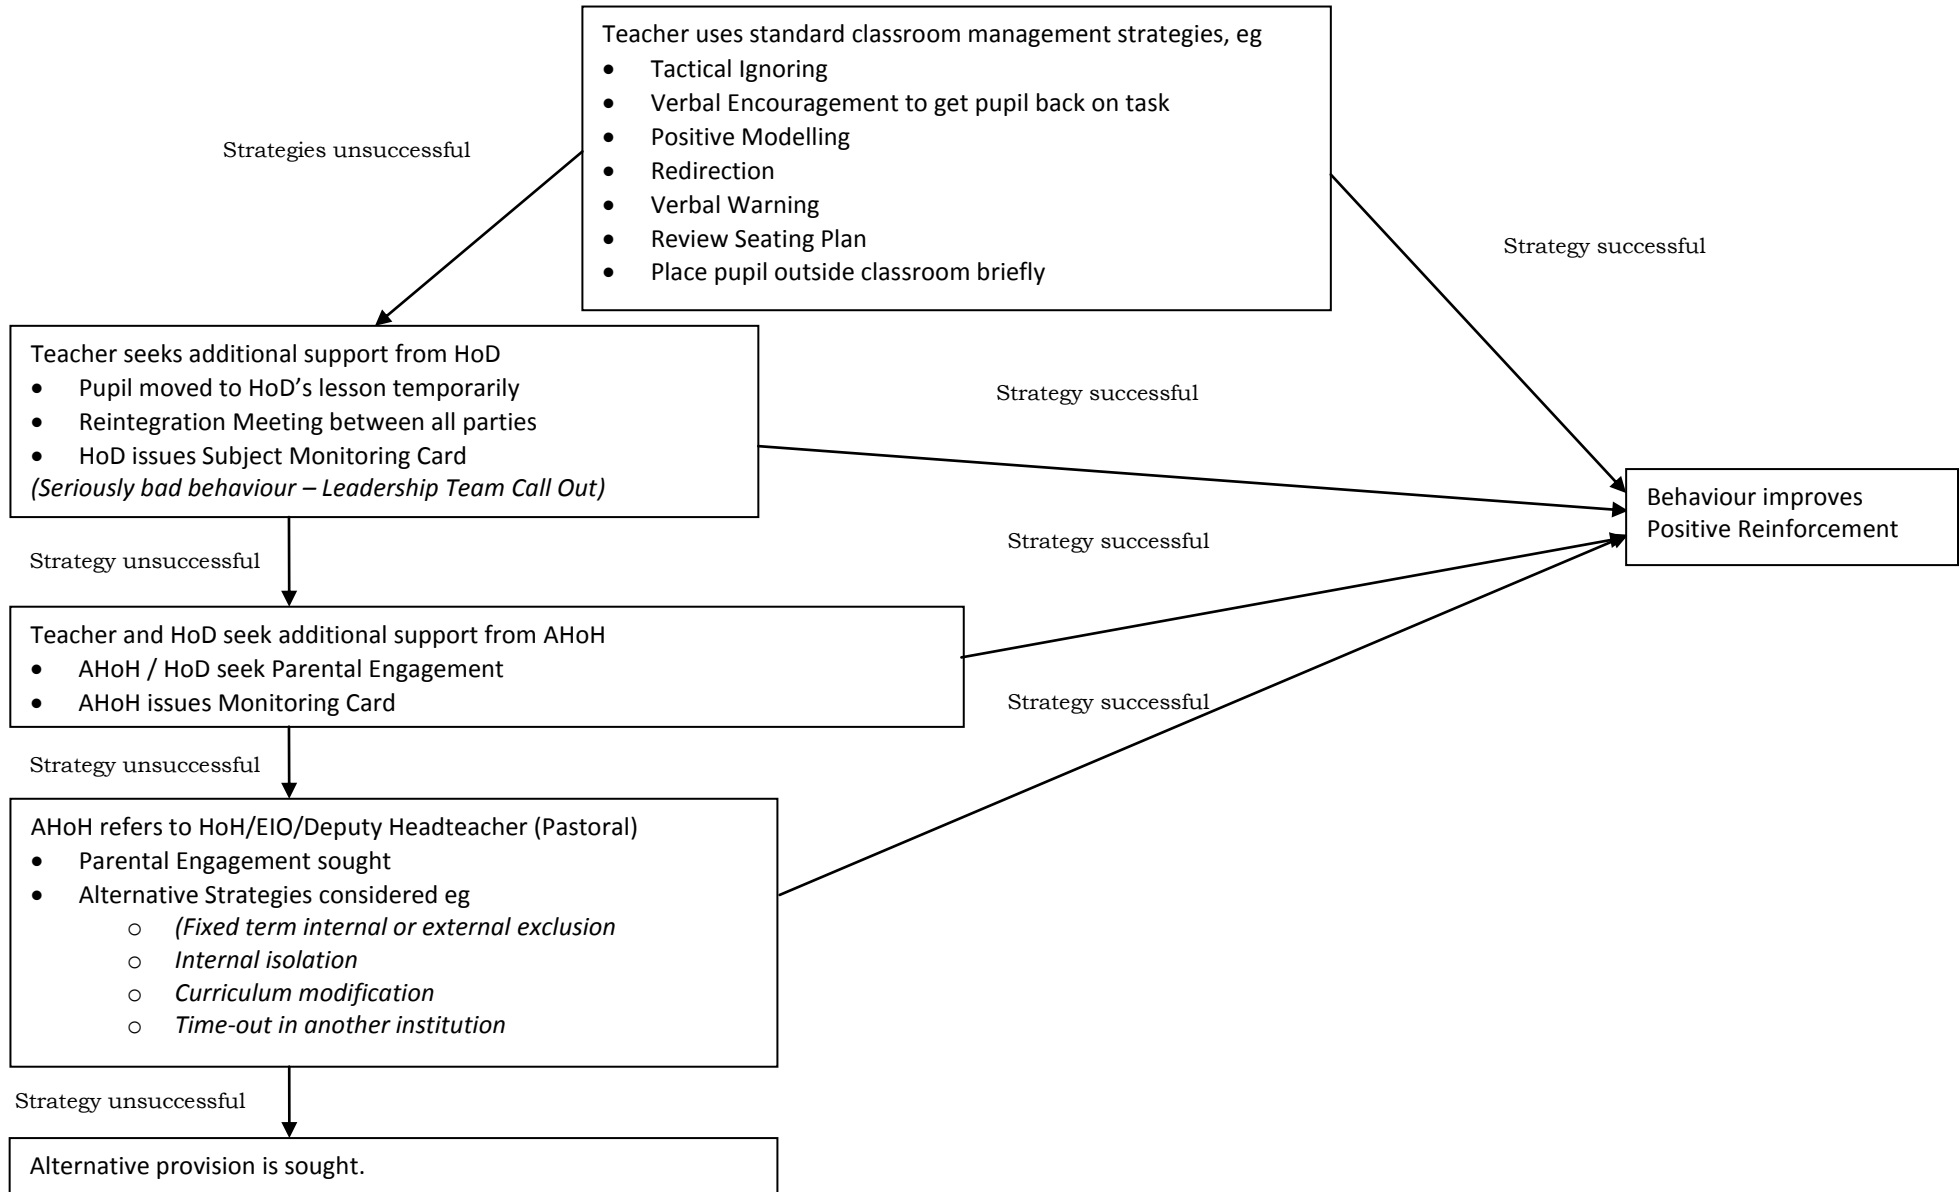 Teacher uses standard classroom management strategies, eg
• Tactical Ignoring
• Verbal Encouragement to get pupil back on task
• Positive Modelling
• Redirection
• Verbal Warning
• Review Seating Plan
• Place pupil outside classroom briefly
Strategies unsuccessful
Strategy successful
Teacher seeks additional support from HoD
• Pupil moved to HoD’s lesson temporarily
• Reintegration Meeting between all parties
• HoD issues Subject Monitoring Card
(Seriously bad behaviour – Leadership Team Call Out)
Strategy successful
Behaviour improves
Positive Reinforcement
Strategy unsuccessful
Strategy successful
Teacher and HoD seek additional support from AHoH
• AHoH / HoD seek Parental Engagement
• AHoH issues Monitoring Card
Strategy successful
Strategy unsuccessful
AHoH refers to HoH/EIO/Deputy Headteacher (Pastoral)
• Parental Engagement sought
• Alternative Strategies considered eg
o (Fixed term internal or external exclusion
o Internal isolation
o Curriculum modification
o Time-out in another institution
Strategy unsuccessful
Alternative provision is sought.